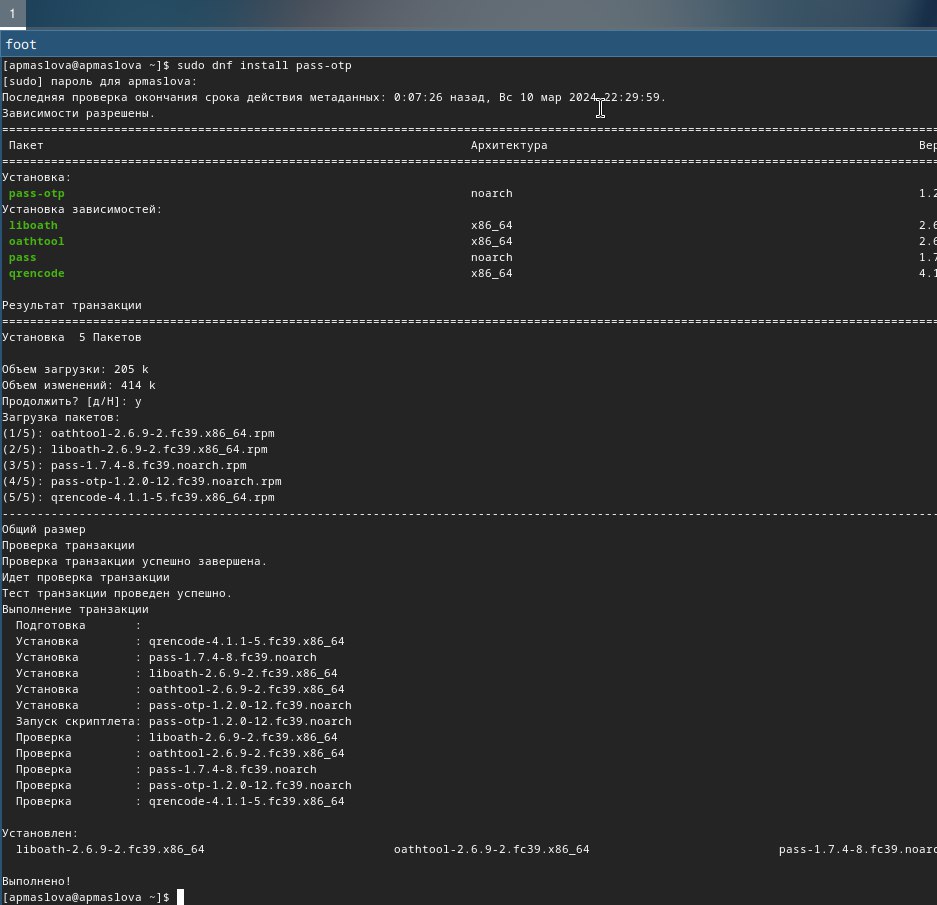 1
foot
[apmaslova@apmaslova ~]$ sudo dnf install pass-otp
[sudo] пароль для apmaslova:
Последняя проверка окончания срока действия метаданных: 0:07:26 назад, Вс 10 мар 2024 22:29:59.
Зависимости разрешены.
================================================================================
Пакет Архитектура Вер
================================================================================
Установка:
pass-otp noarch 1.2
Установка зависимостей:
liboath x86_64 2.6
oathtool x86_64 2.6
pass noarch 1.7
qrencode x86_64 4.1
Результат транзакции
================================================================================
Установка  5 Пакетов
Объем загрузки: 205 k
Объем изменений: 414 k
Продолжить? [д/Н]: y
Загрузка пакетов:
(1/5): oathtool-2.6.9-2.fc39.x86_64.rpm
(2/5): liboath-2.6.9-2.fc39.x86_64.rpm
(3/5): pass-1.7.4-8.fc39.noarch.rpm
(4/5): pass-otp-1.2.0-12.fc39.noarch.rpm
(5/5): qrencode-4.1.1-5.fc39.x86_64.rpm
--------------------------------------------------------------------------------
Общий размер
Проверка транзакции
Проверка транзакции успешно завершена.
Идет проверка транзакции
Тест транзакции проведен успешно.
Выполнение транзакции
Подготовка :
Установка : qrencode-4.1.1-5.fc39.x86_64
Установка : pass-1.7.4-8.fc39.noarch
Установка : liboath-2.6.9-2.fc39.x86_64
Установка : oathtool-2.6.9-2.fc39.x86_64
Установка : pass-otp-1.2.0-12.fc39.noarch
Запуск скриптлета: pass-otp-1.2.0-12.fc39.noarch
Проверка : liboath-2.6.9-2.fc39.x86_64
Проверка : oathtool-2.6.9-2.fc39.x86_64
Проверка : pass-1.7.4-8.fc39.noarch
Проверка : pass-otp-1.2.0-12.fc39.noarch
Проверка : qrencode-4.1.1-5.fc39.x86_64
Установлен:
liboath-2.6.9-2.fc39.x86_64 oathtool-2.6.9-2.fc39.x86_64 pass-1.7.4-8.fc39.noarc
Выполнено!
[apmaslova@apmaslova ~]$